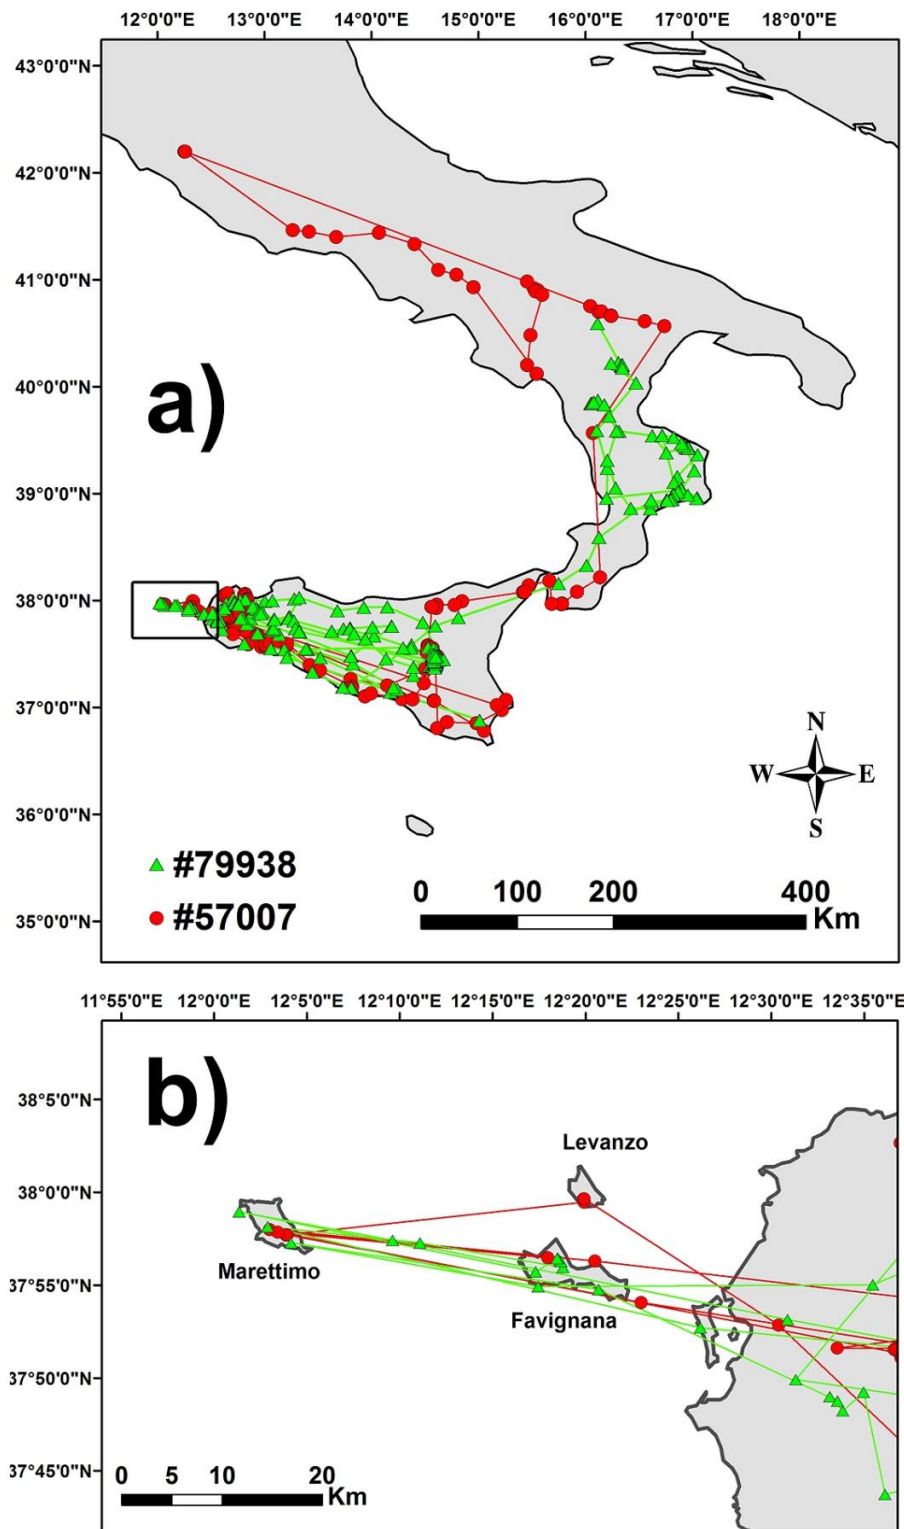 12°0'0"E 13°0'0"E 14°0'0"E 15°0'0"E 16°0'0"E 17°0'0"E 18°0'0"E
43°0'0"N
42°0'0"N
41°0'0"N
40°0'0"N
39°0'0"N
38°0'0"N
37°0'0"N
36°0'0"N
35°0'0"N
a)
N
W E
S
#79938
#57007
0 100 200 400
Km
11°55'0"E 12°0'0"E 12°5'0"E 12°10'0"E 12°15'0"E 12°20'0"E 12°25'0"E 12°30'0"E 12°35'0"E
38°5'0"N
38°0'0"N
37°55'0"N
37°50'0"N
37°45'0"N
b)
Levanzo
Marettimo
Favignana
0 5 10 20
Km